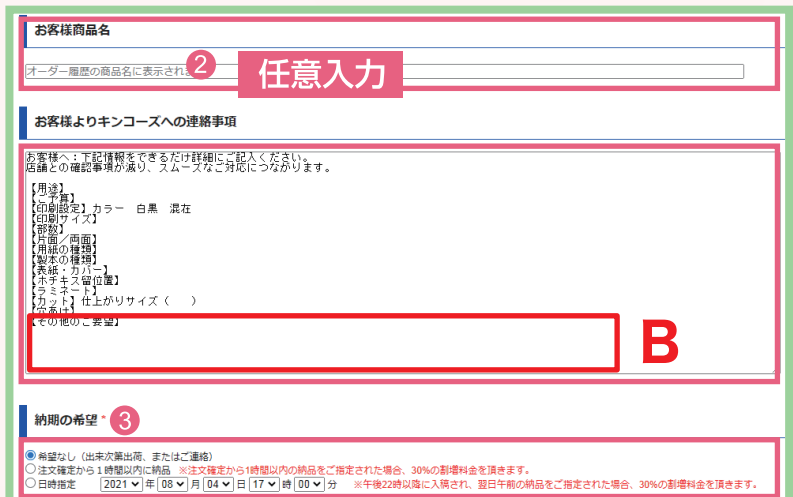 お客様商品名
オーダー履歴の商品名に表示されま
2
任意入力
お客様よりキンコーズへの連絡事項
お客様へ：下記情報をできるだけ詳細にご記入ください。
店舗との確認事項が減り、スムーズなご対応につながります。
【用途】
【ご予算】
【印刷設定】カラー　白黒　混在
【印刷サイズ】
【部数】
【片面／両面】
【用紙の種類】
【製本の種類】
【表紙・カバー】
【ホチキス留位置】
【ラミネート】
【カット】仕上がりサイズ（　　）
【穴あけ】
【その他のご要望】
B
納期の希望 * 3
希望なし（出来次第出荷、またはご連絡）
注文確定から１時間以内に納品　※注文確定から1時間以内の納品をご指定された場合、30%の割増料金を頂きます。
日時指定 2021 年 08 月 04 日 17 時 00 分 ※午後22時以降に入稿され、翌日午前の納品をご指定された場合、30%の割増料金を頂きます。